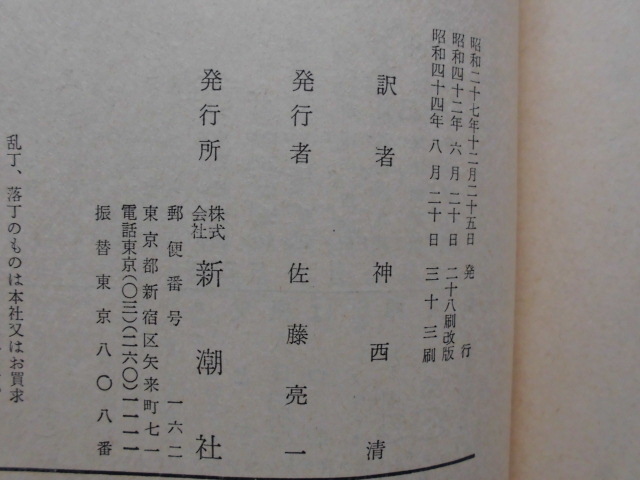 昭和二十七年十二月二十五日 発行
昭和四十二年 六月 二十日 二十八刷改版
昭和四十四年 八月 二十日 三十三刷
訳者 神西清
発行者 佐藤亮一
発行所 株式会社 新潮社
郵便番号 一六二
東京都新宿区矢来町七一
電話東京(〇三)(二六〇)一一一一
振替東京八〇八番
乱丁、落丁のものは本社又はお買求